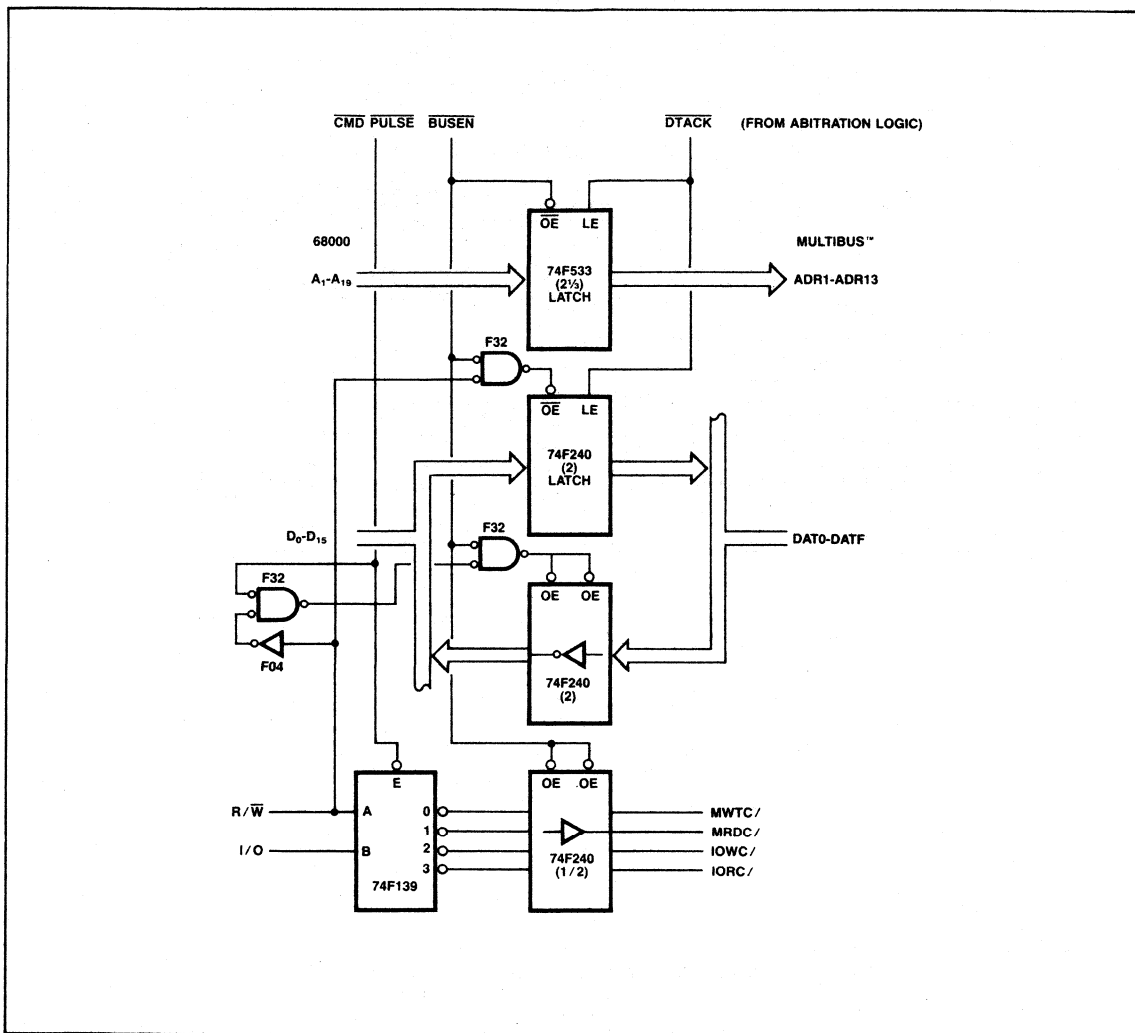 CMD PULSE BUSEN DTACK (FROM ABITRATION LOGIC)
OE LE
68000 MULTIBUS™
A1-A19 74F533 ADR1-ADR13
(2⅓)
LATCH
F32
OE LE
74F240
(2)
LATCH
F32
D0-D15 DAT0-DATF
F32
OE OE
F04
74F240
(2)
E OE OE
R/W A 0 MWTC/
1 MRDC/
I/O B 2 74F240 IOWC/
3 (1/2) IORC/
74F139